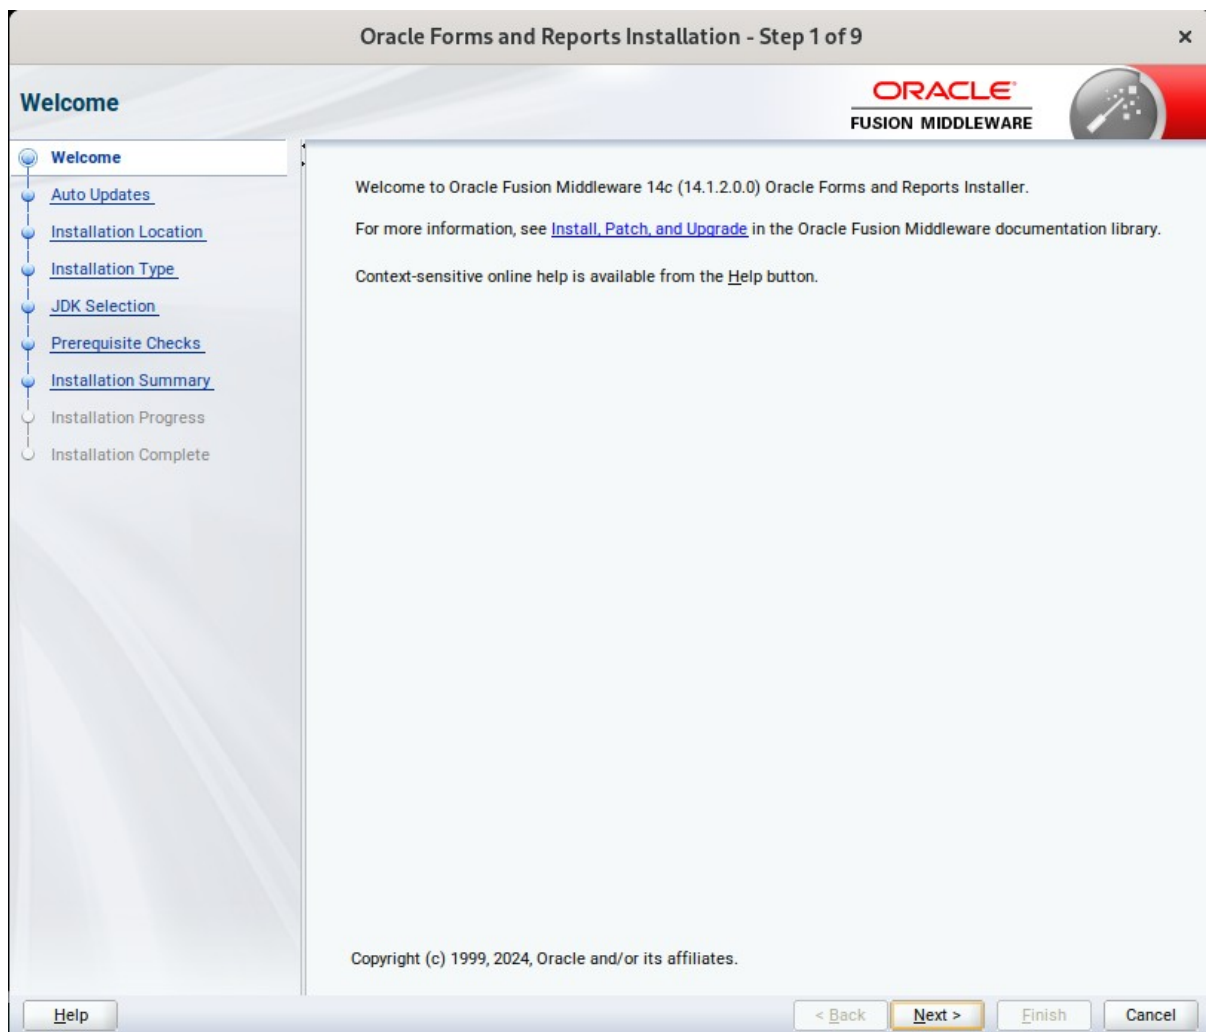 Oracle Forms and Reports Installation - Step 1 of 9
Welcome
ORACLE
FUSION MIDDLEWARE
Welcome
Auto Updates
Installation Location
Installation Type
JDK Selection
Prerequisite Checks
Installation Summary
Installation Progress
Installation Complete
Welcome to Oracle Fusion Middleware 14c (14.1.2.0.0) Oracle Forms and Reports Installer.
For more information, see Install, Patch, and Upgrade in the Oracle Fusion Middleware documentation library.
Context-sensitive online help is available from the Help button.
Copyright (c) 1999, 2024, Oracle and/or its affiliates.
Help
< Back
Next >
Finish
Cancel